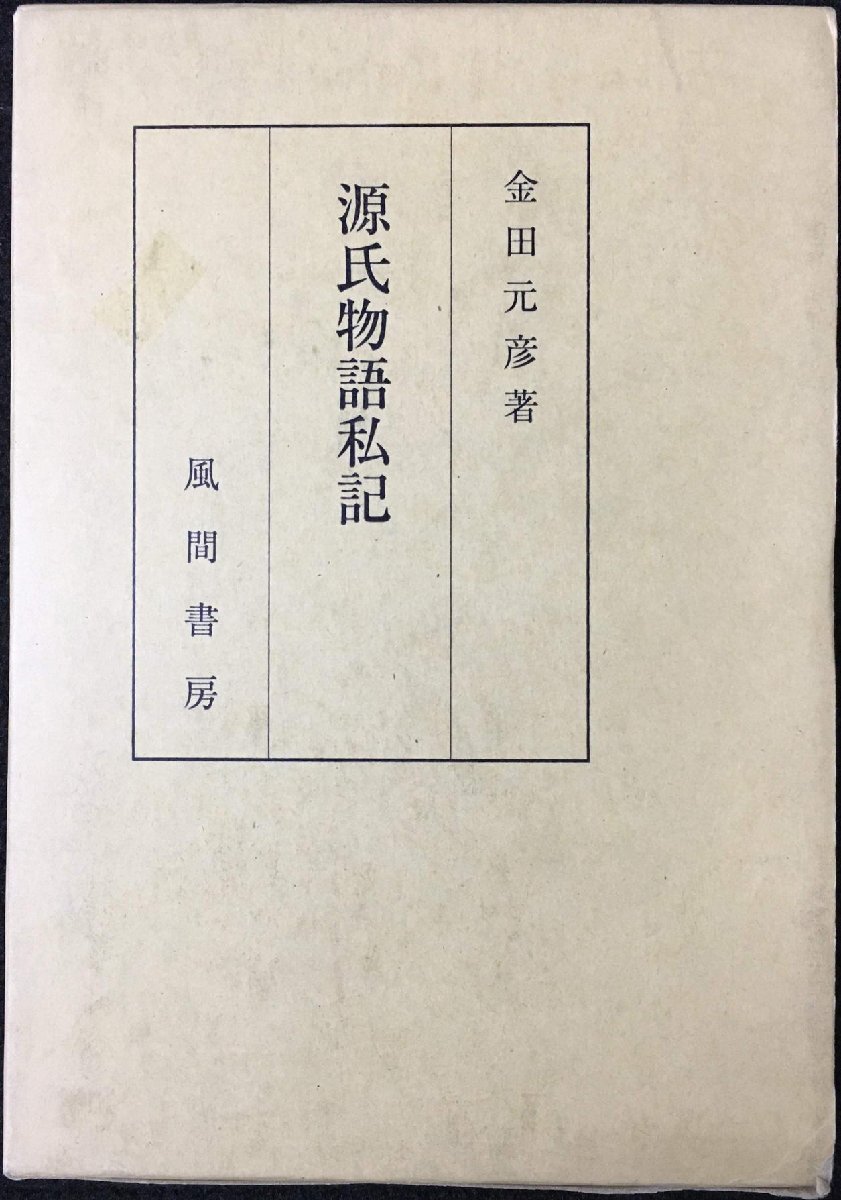 金田元彦著
源氏物語私記
風間書房